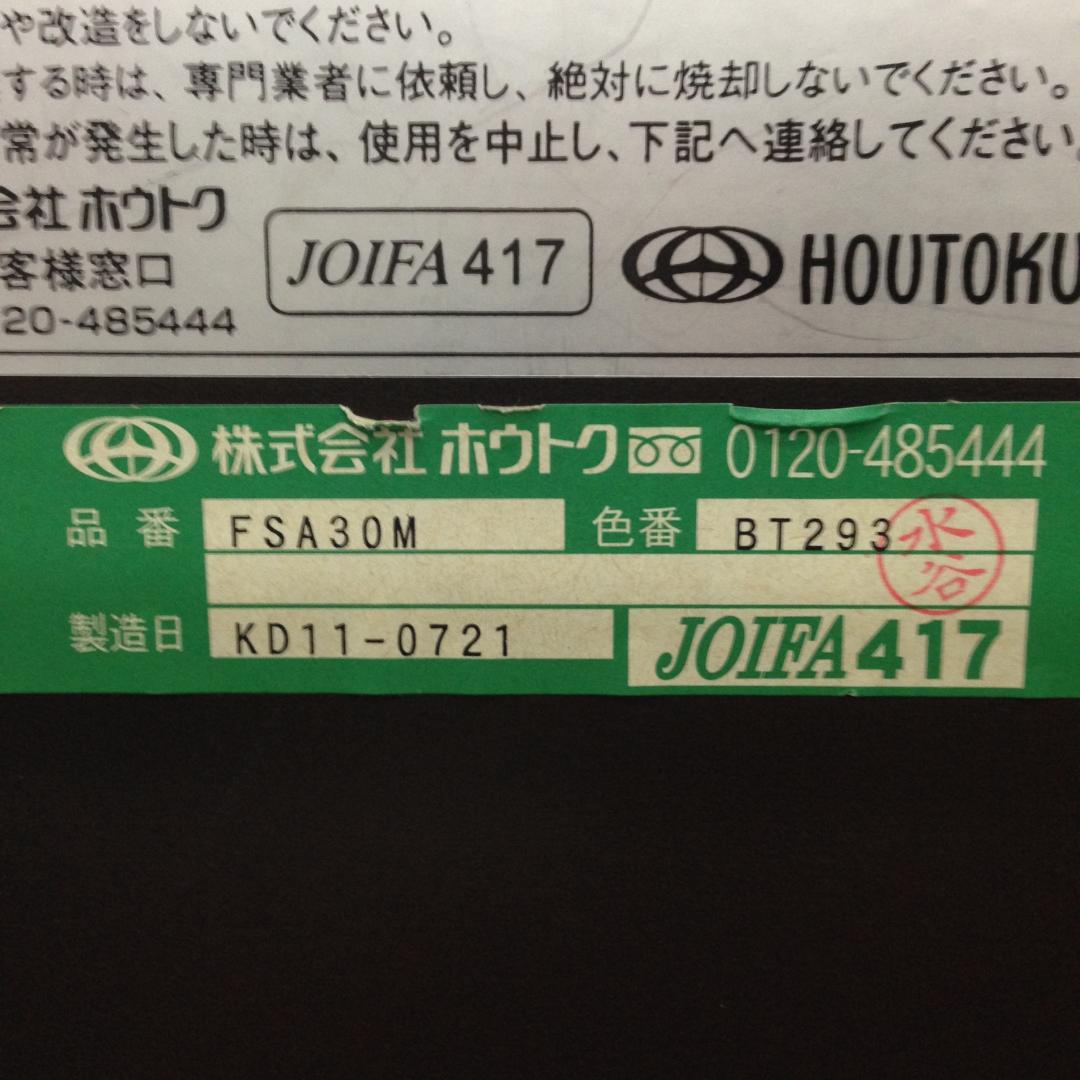 や改造をしないでください。
する時は、専門業者に依頼し、絶対に焼却しないでください。
常が発生した時は、使用を中止し、下記へ連絡してください。
会社 ホウトク
客様窓口
20-485444
JOIFA 417
HOUTOKU
株式会社 ホウトク 0120-485444
品番 FSA30M 色番 BT293
水谷
製造日 KD11-0721 JOIFA 417